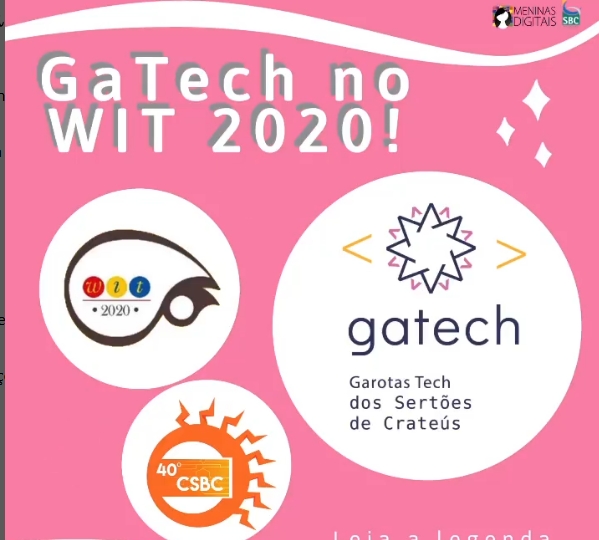 MENINAS
DIGITAIS
SBC
GaTech no
WIT 2020!
wit
• 2020 •
< >
gatech
Garotas Tech
dos Sertões
de Crateús
40°
CSBC
Leia a legenda